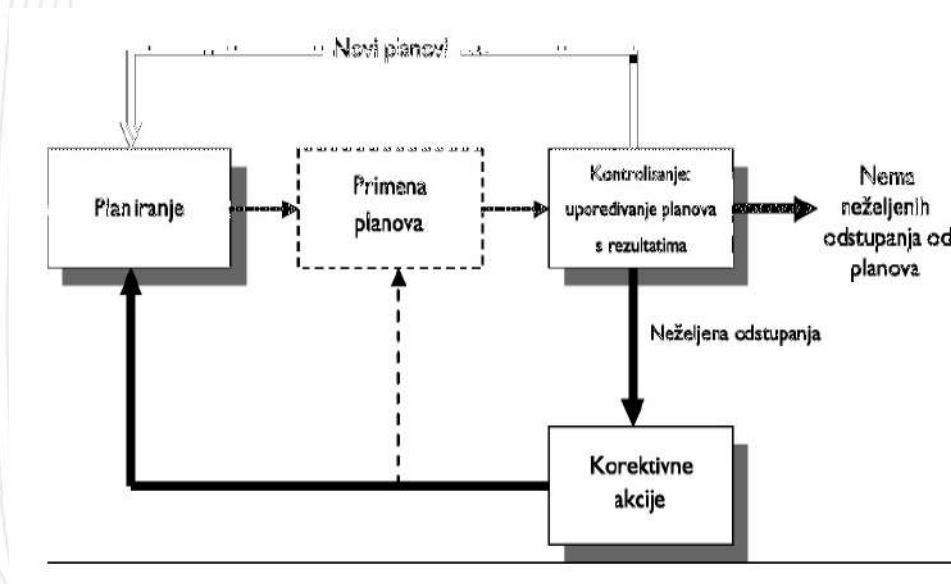 Novi planovi
Planiranje
Primena
planova
Kontrolisanje:
upoređivanje planova
s rezultatima
Nema
neželjenih
odstupanja od
planova
Neželjena odstupanja
Korektivne
akcije